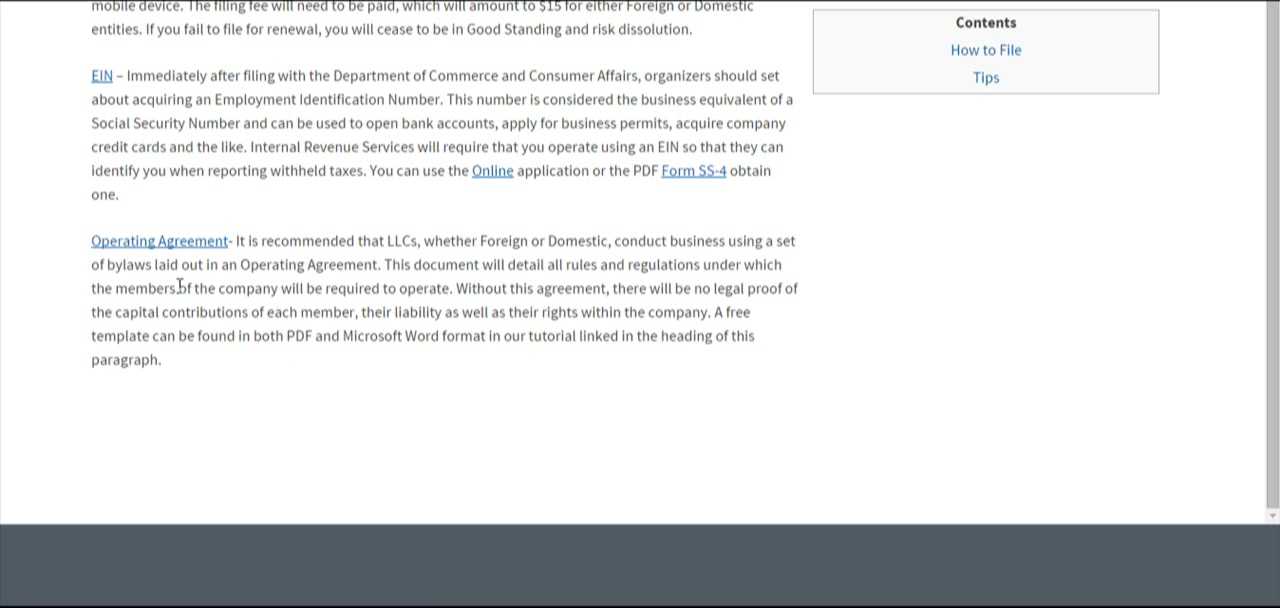 mobile device. The filing fee will need to be paid, which will amount to $15 for either Foreign or Domestic
entities. If you fail to file for renewal, you will cease to be in Good Standing and risk dissolution.
EIN – Immediately after filing with the Department of Commerce and Consumer Affairs, organizers should set
about acquiring an Employment Identification Number. This number is considered the business equivalent of a
Social Security Number and can be used to open bank accounts, apply for business permits, acquire company
credit cards and the like. Internal Revenue Services will require that you operate using an EIN so that they can
identify you when reporting withheld taxes. You can use the Online application or the PDF Form SS-4 obtain
one.
Operating Agreement- It is recommended that LLCs, whether Foreign or Domestic, conduct business using a set
of bylaws laid out in an Operating Agreement. This document will detail all rules and regulations under which
the members of the company will be required to operate. Without this agreement, there will be no legal proof of
the capital contributions of each member, their liability as well as their rights within the company. A free
template can be found in both PDF and Microsoft Word format in our tutorial linked in the heading of this
paragraph.
Contents
How to File
Tips